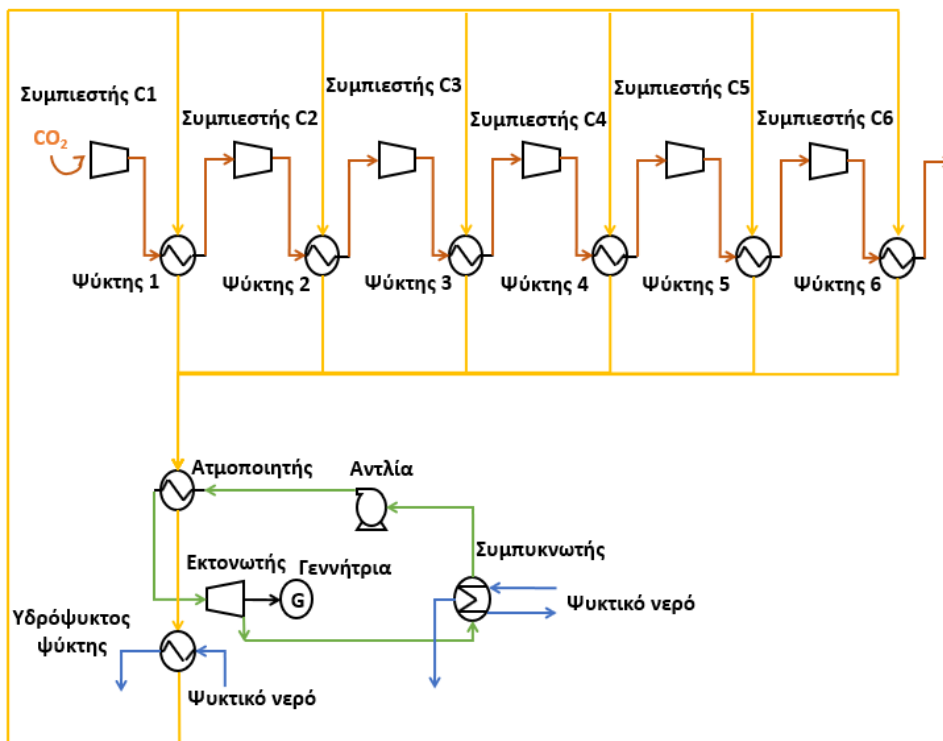 Συμπιεστής C1
Συμπιεστής C2
Συμπιεστής C3
Συμπιεστής C4
Συμπιεστής C5
Συμπιεστής C6
CO₂
Ψύκτης 1
Ψύκτης 2
Ψύκτης 3
Ψύκτης 4
Ψύκτης 5
Ψύκτης 6
Ατμοποιητής
Αντλία
Συμπυκνωτής
Εκτονωτής
Γεννήτρια
G
Ψυκτικό νερό
Υδρόψυκτος
ψύκτης
Ψυκτικό νερό